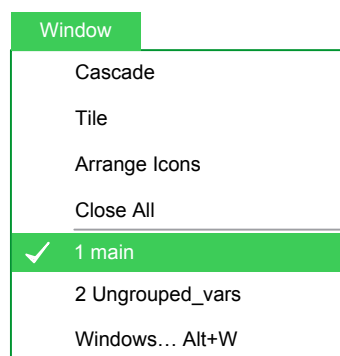 Window
Cascade
Tile
Arrange Icons
Close All
1 main
2 Ungrouped_vars
Windows… Alt+W